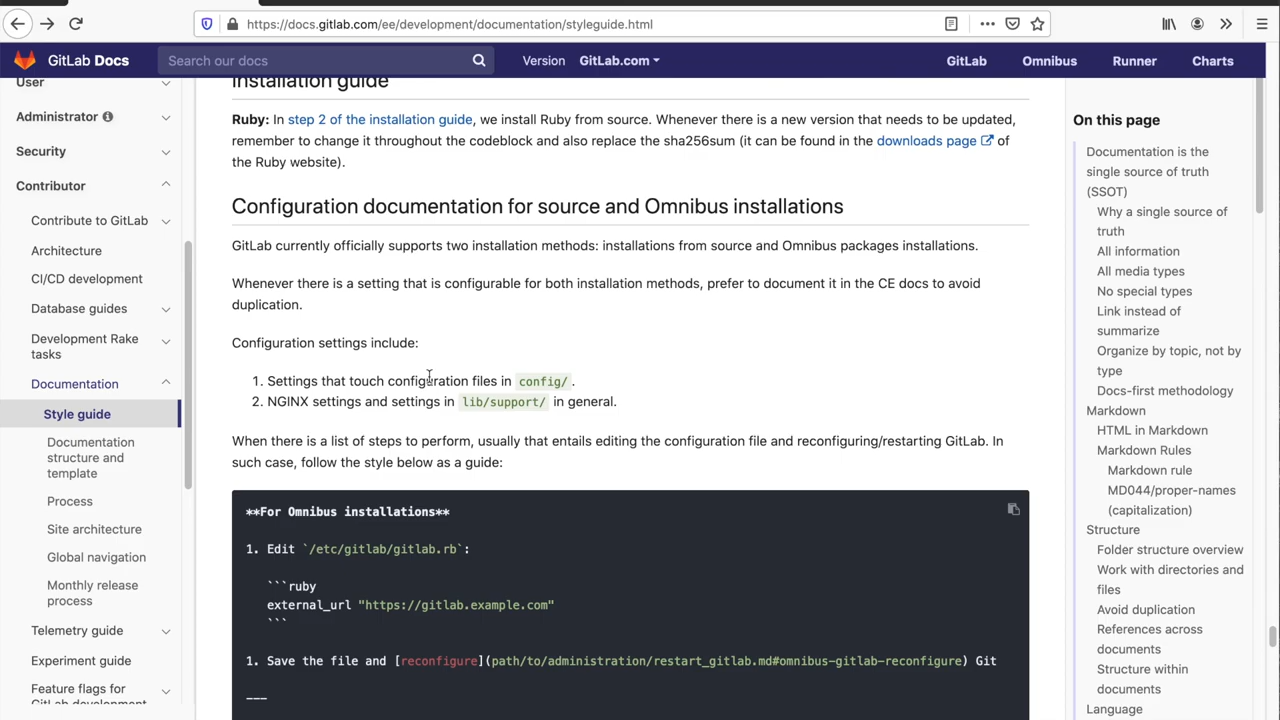 https://docs.gitlab.com/ee/development/documentation/styleguide.html
GitLab Docs
Search our docs
Version GitLab.com
GitLab Omnibus Runner Charts
User
Administrator
Security
Contributor
Contribute to GitLab
Architecture
CI/CD development
Database guides
Development Rake
tasks
Documentation
Style guide
Documentation
structure and
template
Process
Site architecture
Global navigation
Monthly release
process
Telemetry guide
Experiment guide
Feature flags for
GitLab development
Installation guide
Ruby: In step 2 of the installation guide, we install Ruby from source. Whenever there is a new version that needs to be updated,
remember to change it throughout the codeblock and also replace the sha256sum (it can be found in the downloads page of
the Ruby website).
Configuration documentation for source and Omnibus installations
GitLab currently officially supports two installation methods: installations from source and Omnibus packages installations.
Whenever there is a setting that is configurable for both installation methods, prefer to document it in the CE docs to avoid
duplication.
Configuration settings include:
1. Settings that touch configuration files in config/.
2. NGINX settings and settings in lib/support/ in general.
When there is a list of steps to perform, usually that entails editing the configuration file and reconfiguring/restarting GitLab. In
such case, follow the style below as a guide:
**For Omnibus installations**
1. Edit `/etc/gitlab/gitlab.rb`:
```ruby
external_url "https://gitlab.example.com"
```
1. Save the file and [reconfigure](path/to/administration/restart_gitlab.md#omnibus-gitlab-reconfigure) Git
---
On this page
Documentation is the
single source of truth
(SSOT)
Why a single source of
truth
All information
All media types
No special types
Link instead of
summarize
Organize by topic, not by
type
Docs-first methodology
Markdown
HTML in Markdown
Markdown Rules
Markdown rule
MD044/proper-names
(capitalization)
Structure
Folder structure overview
Work with directories and
files
Avoid duplication
References across
documents
Structure within
documents
Language